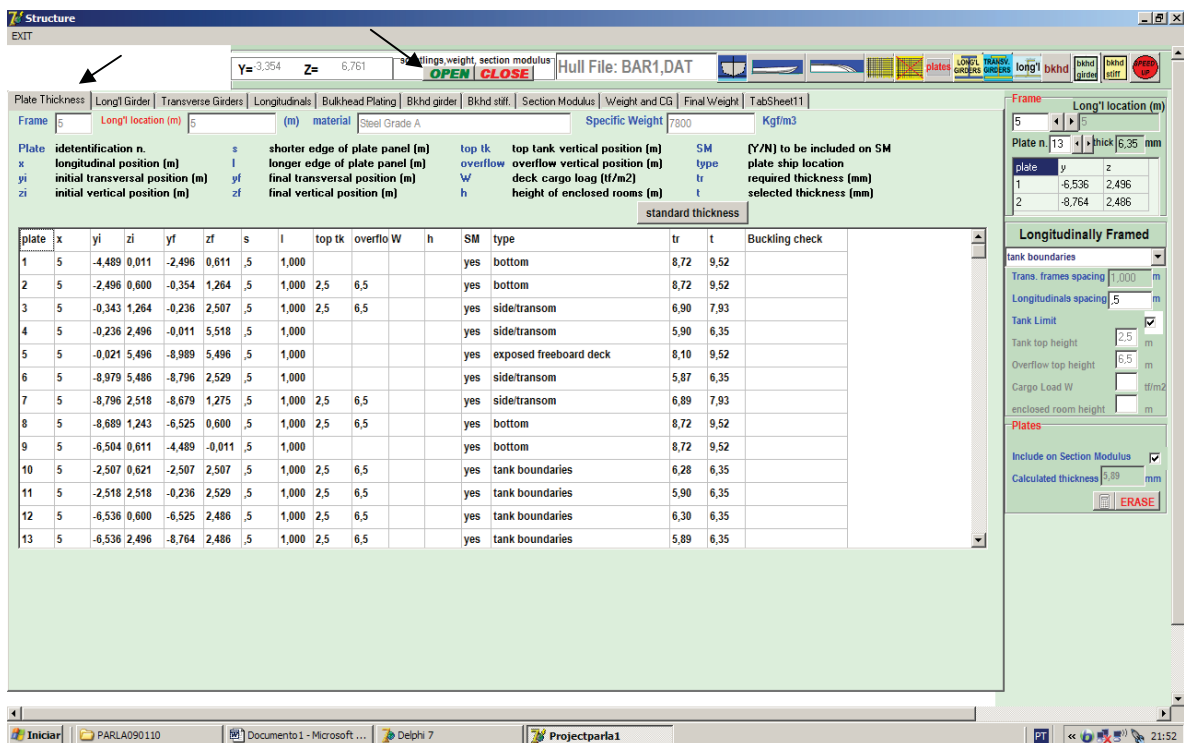 Structure
EXIT
Y= -3,354 Z= 6,761
tlings,weight, section modulus
OPEN CLOSE
Hull File: BAR1,DAT
plates LONG'L GIRDERS TRANSV. GIRDERS long'l bkhd bkhd girder bkhd stiff SPEED UP
Plate Thickness Long'l Girder Transverse Girders Longitudinals Bulkhead Plating Bkhd girder Bkhd stiff. Section Modulus Weight and CG Final Weight TabSheet11
Frame 5 Long'l location (m) 5 (m) material Steel Grade A Specific Weight 7800 Kgf/m3
Plate idetentification n. s shorter edge of plate panel (m) top tk top tank vertical position (m) SM (Y/N) to be included on SM
x longitudinal position (m) l longer edge of plate panel (m) overflow overflow vertical position (m) type plate ship location
yi initial transversal position (m) yf final transversal position (m) W deck cargo loag (tf/m2) tr required thickness (mm)
zi initial vertical position (m) zf final vertical position (m) h height of enclosed rooms (m) t selected thickness (mm)
standard thickness
plate x yi zi yf zf s l top tk overflo W h SM type tr t Buckling check
1 5 -4,489 0,011 -2,496 0,611 ,5 1,000 yes bottom 8,72 9,52
2 5 -2,496 0,600 -0,354 1,264 ,5 1,000 2,5 6,5 yes bottom 8,72 9,52
3 5 -0,343 1,264 -0,236 2,507 ,5 1,000 2,5 6,5 yes side/transom 6,90 7,93
4 5 -0,236 2,496 -0,011 5,518 ,5 1,000 yes side/transom 5,90 6,35
5 5 -0,021 5,496 -8,989 5,496 ,5 1,000 yes exposed freeboard deck 8,10 9,52
6 5 -8,979 5,486 -8,796 2,529 ,5 1,000 yes side/transom 5,87 6,35
7 5 -8,796 2,518 -8,679 1,275 ,5 1,000 2,5 6,5 yes side/transom 6,89 7,93
8 5 -8,689 1,243 -6,525 0,600 ,5 1,000 2,5 6,5 yes bottom 8,72 9,52
9 5 -6,504 0,611 -4,489 -0,011 ,5 1,000 yes bottom 8,72 9,52
10 5 -2,507 0,621 -2,507 2,507 ,5 1,000 2,5 6,5 yes tank boundaries 6,28 6,35
11 5 -2,518 2,518 -0,236 2,529 ,5 1,000 2,5 6,5 yes tank boundaries 5,90 6,35
12 5 -6,536 0,600 -6,525 2,486 ,5 1,000 2,5 6,5 yes tank boundaries 6,30 6,35
13 5 -6,536 2,496 -8,764 2,486 ,5 1,000 2,5 6,5 yes tank boundaries 5,89 6,35
Frame
Long'l location (m)
5 5
Plate n. 13 thick 6,35 mm
plate y z
1 -6,536 2,496
2 -8,764 2,486
Longitudinally Framed
tank boundaries
Trans. frames spacing 1,000 m
Longitudinals spacing ,5 m
Tank Limit
Tank top height 2,5 m
Overflow top height 6,5 m
Cargo Load W tf/m2
enclosed room height m
Plates
Include on Section Modulus
Calculated thickness 5,89 mm
ERASE
Iniciar PARLA090110 Documento1 - Microsoft ... Delphi 7 Projectparla1 PT « 21:52